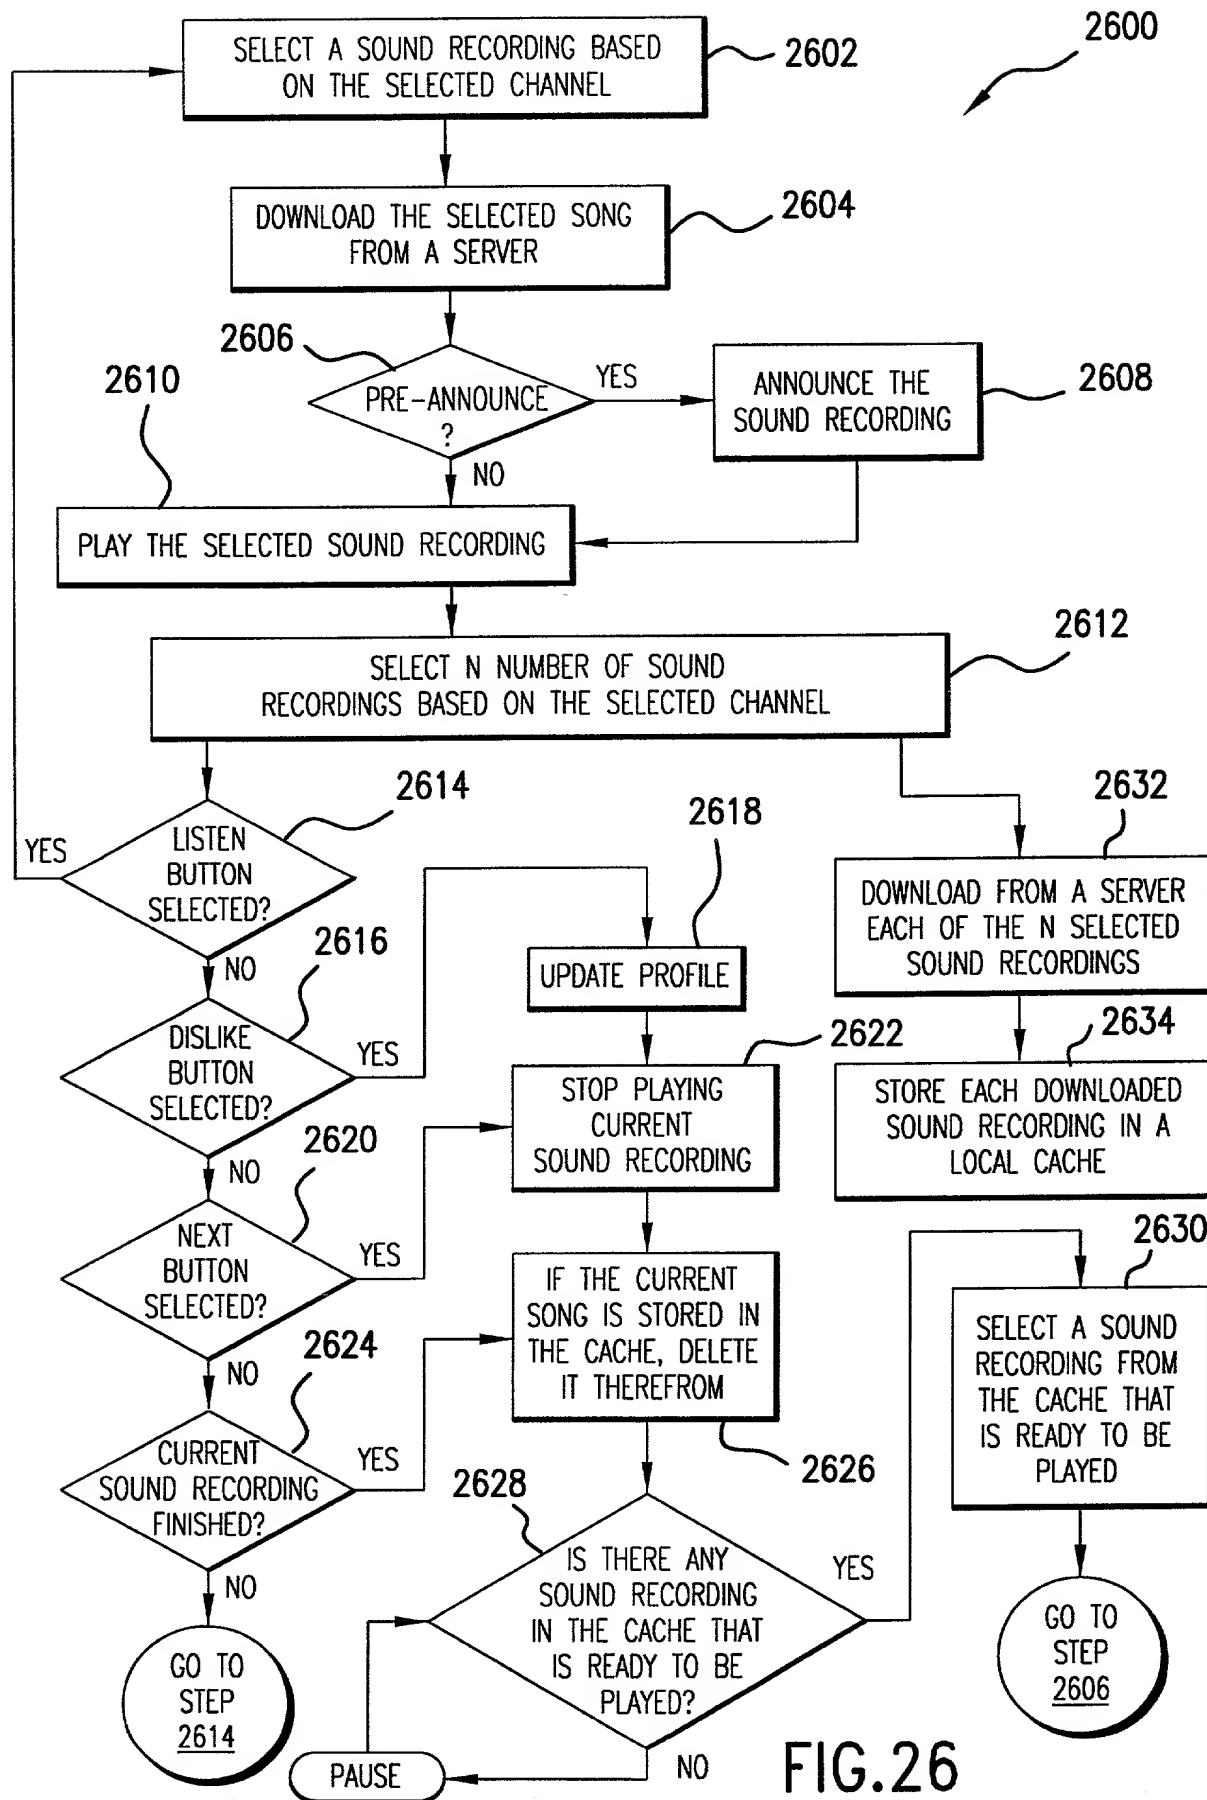 2600
SELECT A SOUND RECORDING BASED
ON THE SELECTED CHANNEL
2602
DOWNLOAD THE SELECTED SONG
FROM A SERVER
2604
2606
PRE-ANNOUNCE
?
YES
NO
ANNOUNCE THE
SOUND RECORDING
2608
2610
PLAY THE SELECTED SOUND RECORDING
2612
SELECT N NUMBER OF SOUND
RECORDINGS BASED ON THE SELECTED CHANNEL
2614
LISTEN
BUTTON
SELECTED?
YES
NO
2616
DISLIKE
BUTTON
SELECTED?
YES
NO
2618
UPDATE PROFILE
2620
NEXT
BUTTON
SELECTED?
YES
NO
2622
STOP PLAYING
CURRENT
SOUND RECORDING
2624
CURRENT
SOUND RECORDING
FINISHED?
YES
NO
GO TO
STEP
2614
IF THE CURRENT
SONG IS STORED IN
THE CACHE, DELETE
IT THEREFROM
2626
2628
IS THERE ANY
SOUND RECORDING
IN THE CACHE THAT
IS READY TO BE
PLAYED?
YES
NO
PAUSE
2632
DOWNLOAD FROM A SERVER
EACH OF THE N SELECTED
SOUND RECORDINGS
2634
STORE EACH DOWNLOADED
SOUND RECORDING IN A
LOCAL CACHE
2630
SELECT A SOUND
RECORDING FROM
THE CACHE THAT
IS READY TO BE
PLAYED
GO TO
STEP
2606
FIG.26